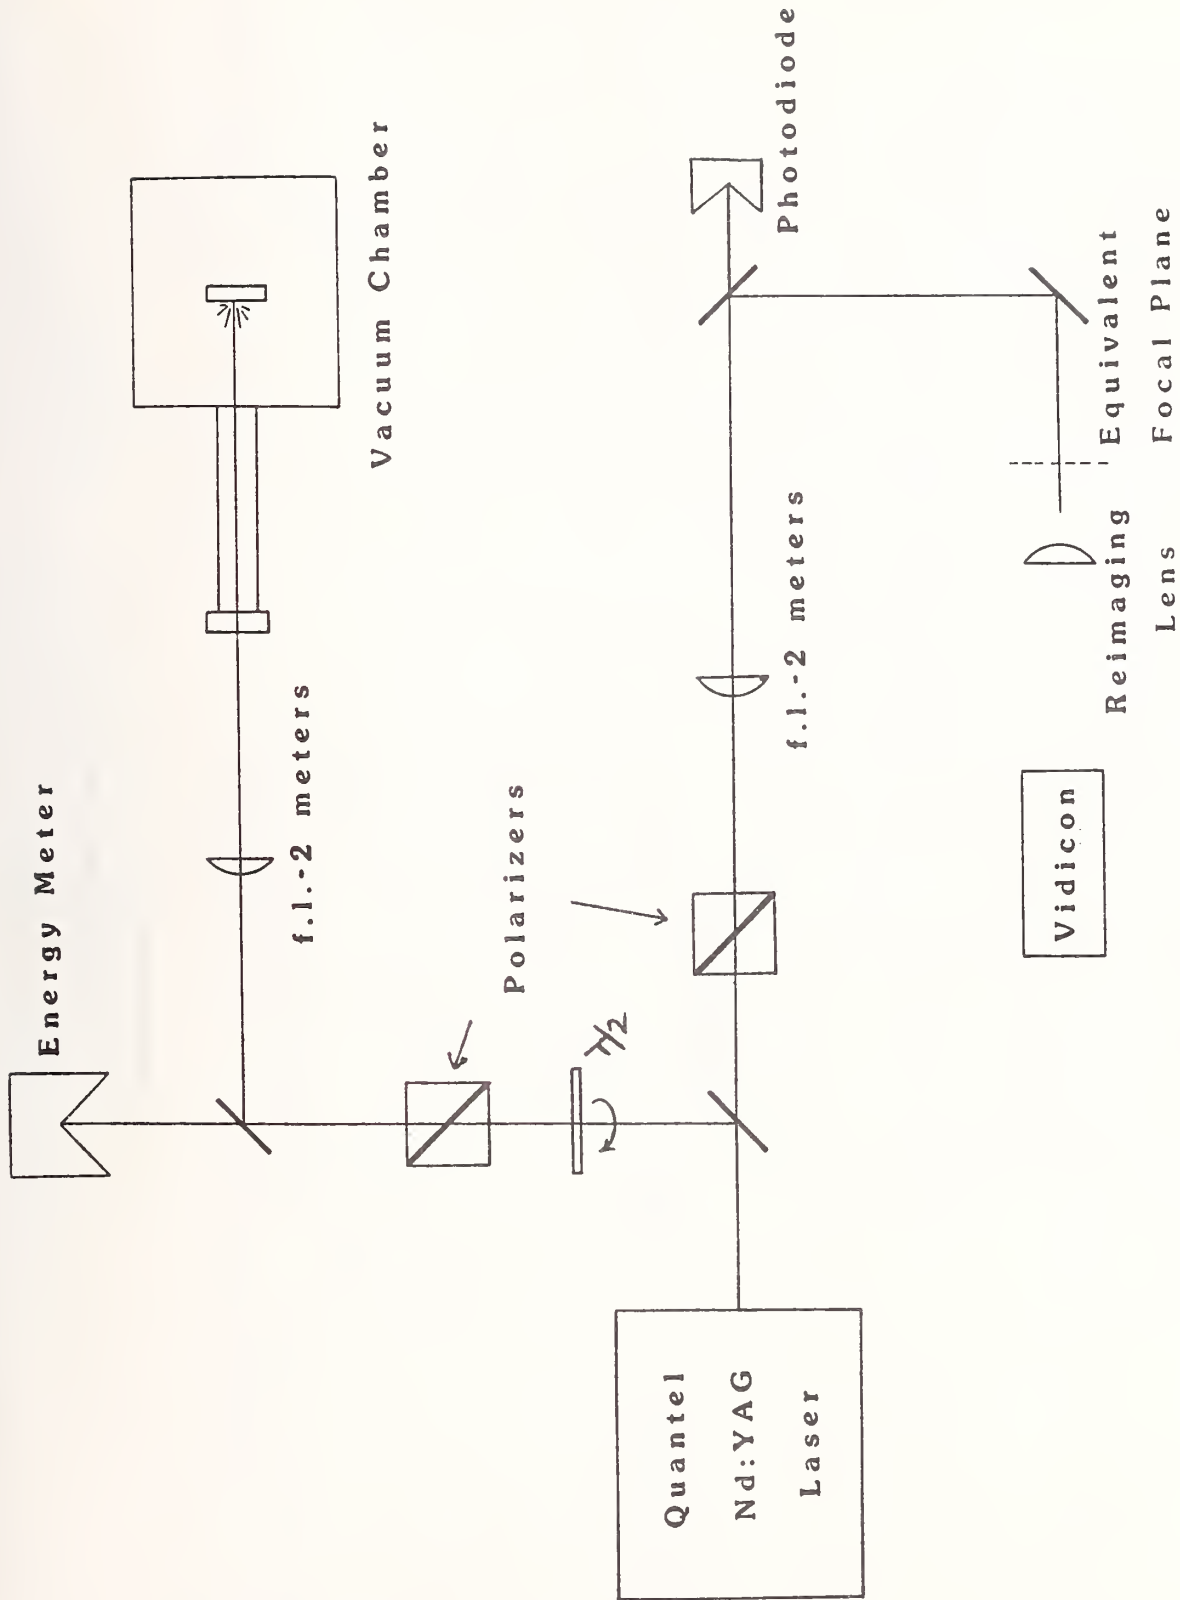 Energy Meter
f.l.-2 meters
Vacuum Chamber
Polarizers
λ/2
Quantel
Nd:YAG
Laser
f.l.-2 meters
Photodiode
Vidicon
Reimaging
Lens
Equivalent
Focal Plane